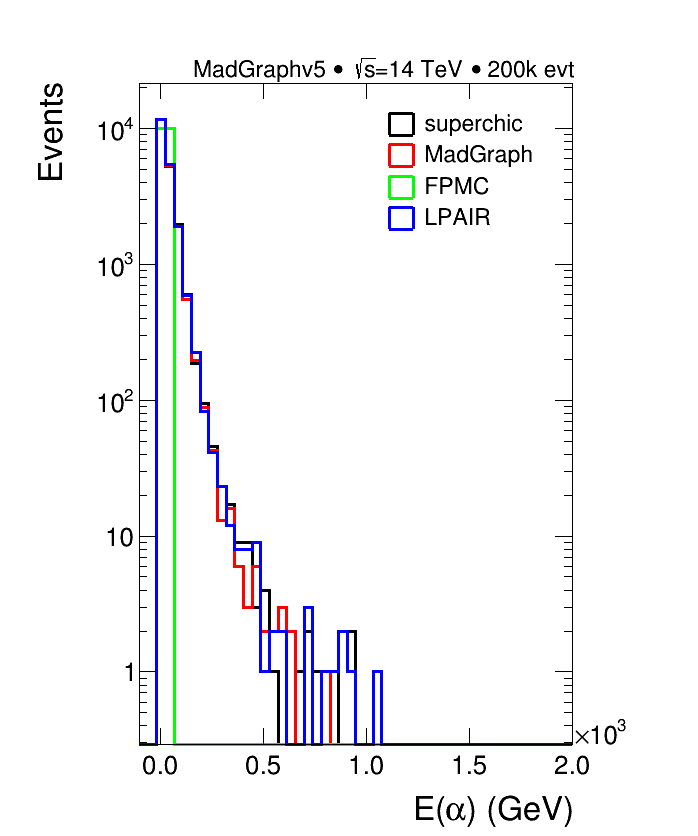 MadGraphv5 • √s=14 TeV • 200k evt
Events
superchic
MadGraph
FPMC
LPAIR
10⁴
10³
10²
10
1
0.0 0.5 1.0 1.5 2.0
×10³
E(α) (GeV)